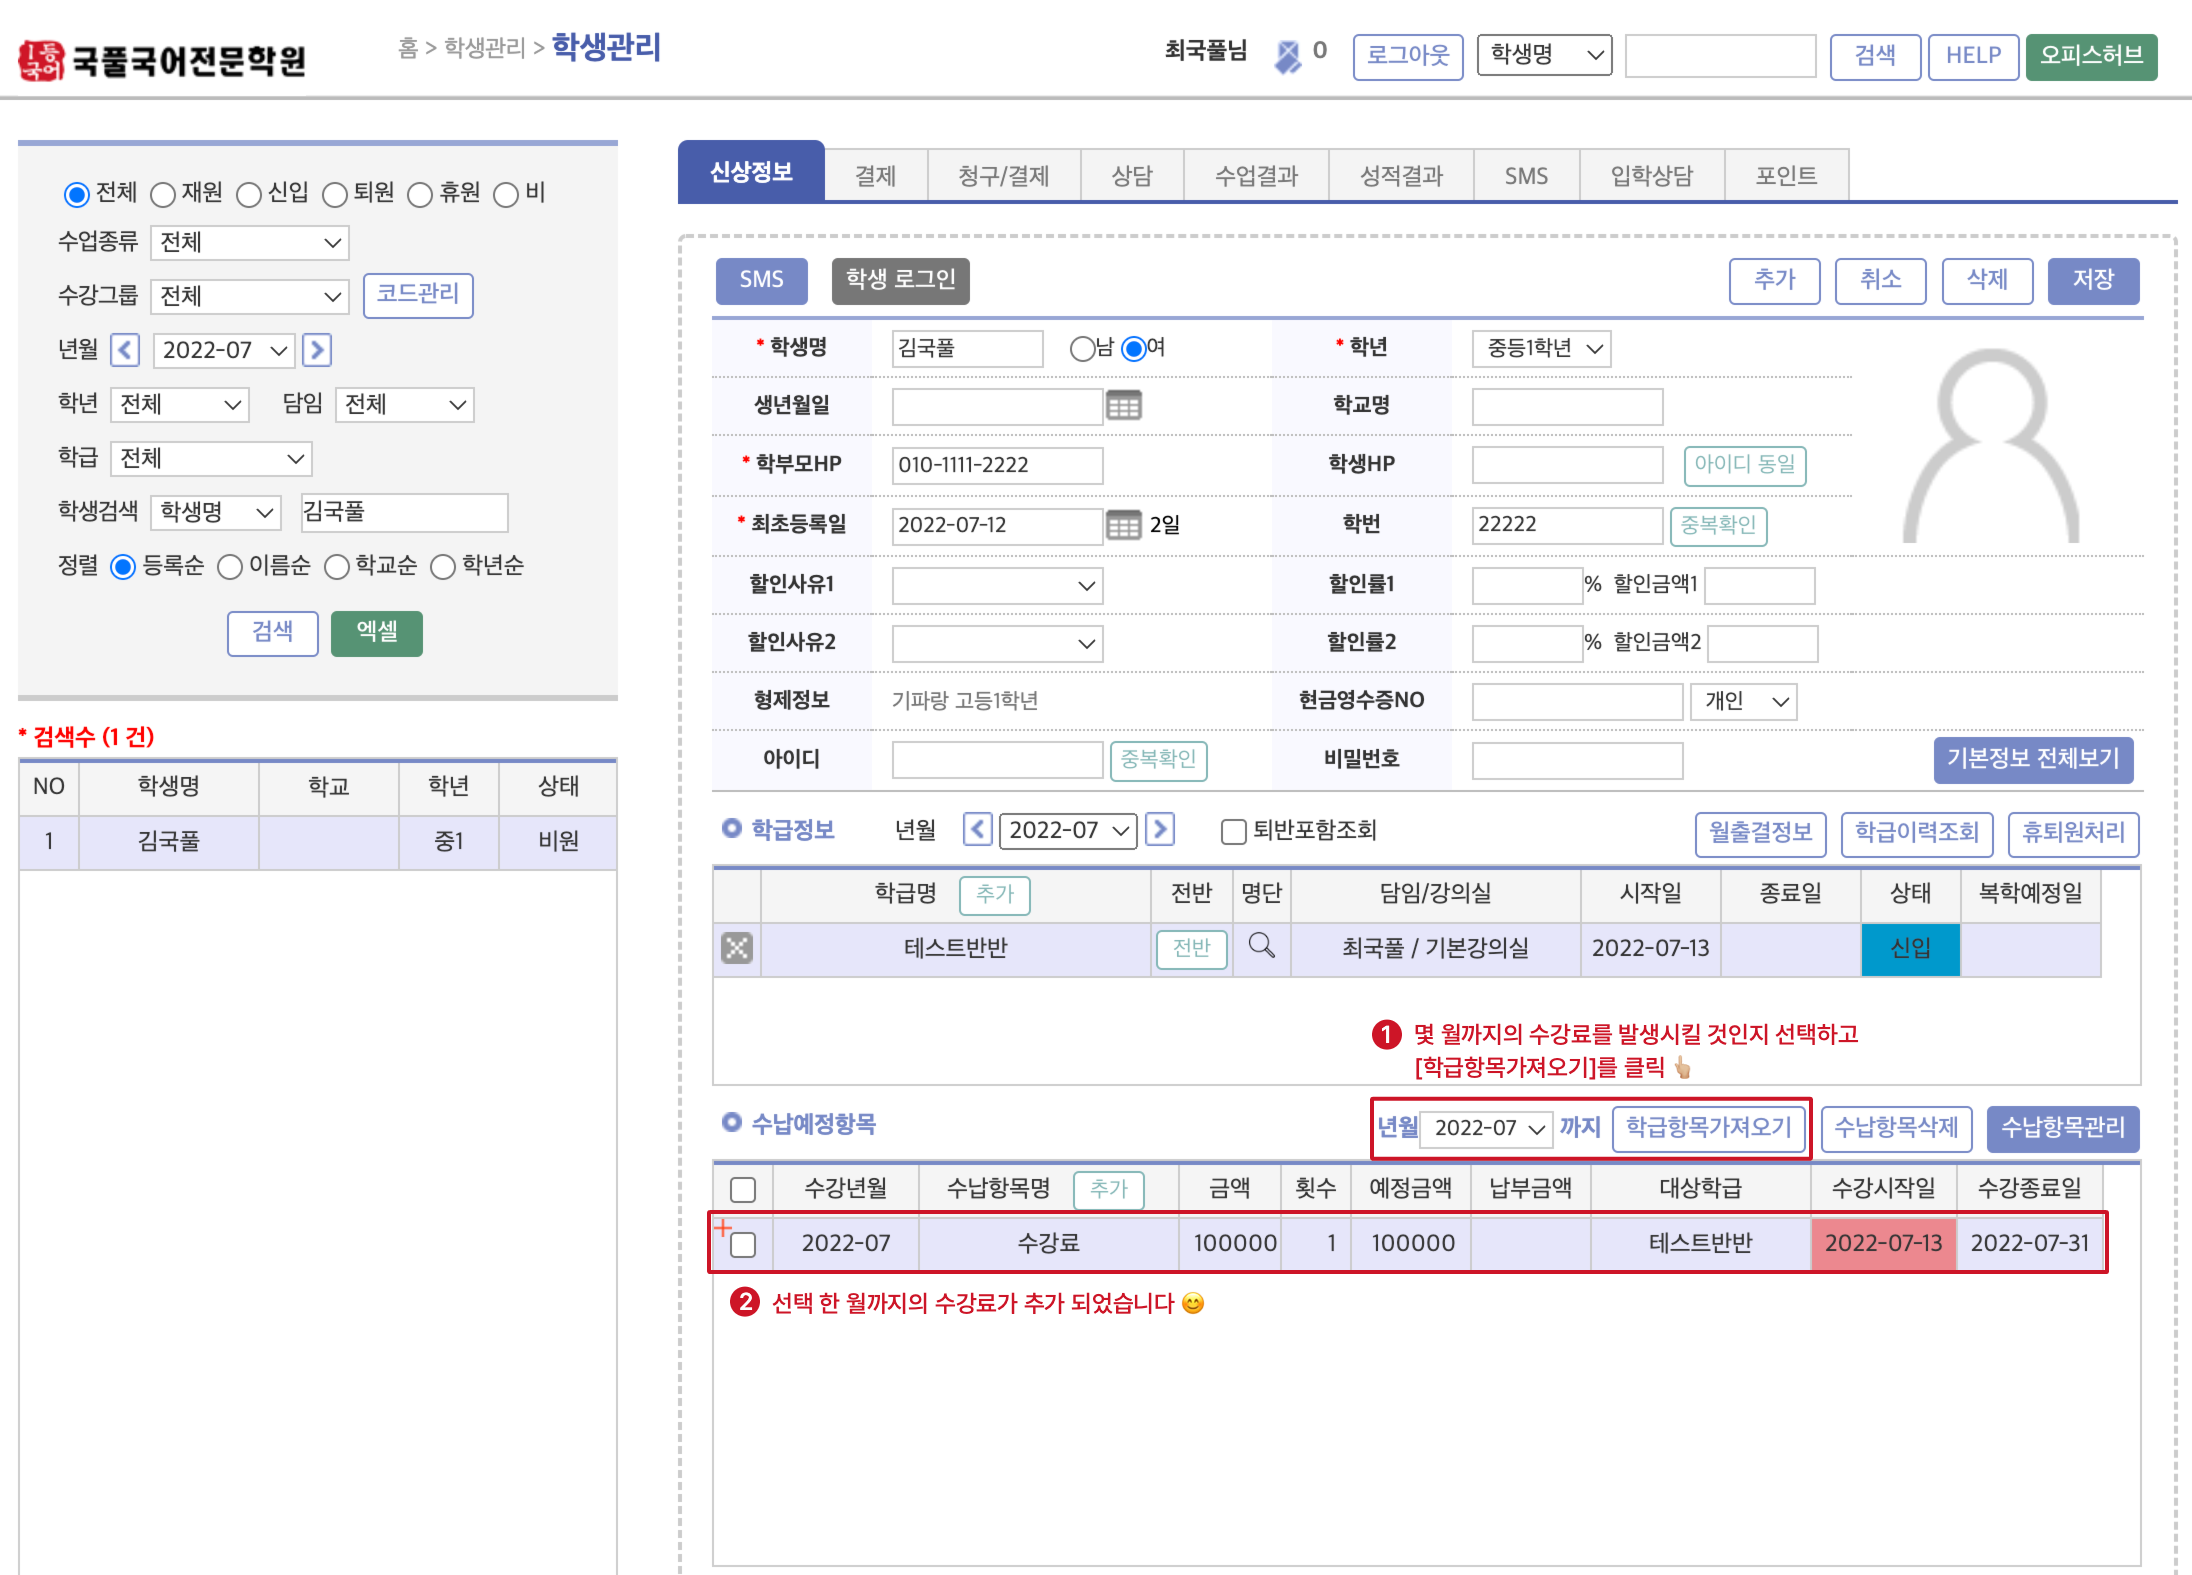 1등국어 국풀국어전문학원
홈 > 학생관리 > 학생관리
최국풀님 0 로그아웃 학생명 검색 HELP 오피스허브
전체 재원 신입 퇴원 휴원 비
수업종류 전체
수강그룹 전체 코드관리
년월 2022-07
학년 전체 담임 전체
학급 전체
학생검색 학생명 김국풀
정렬 등록순 이름순 학교순 학년순
검색 엑셀
* 검색수 (1 건)
NO 학생명 학교 학년 상태
1 김국풀 중1 비원
신상정보 결제 청구/결제 상담 수업결과 성적결과 SMS 입학상담 포인트
SMS 학생 로그인 추가 취소 삭제 저장
* 학생명 김국풀 남 여 * 학년 중등1학년
생년월일 학교명
* 학부모HP 010-1111-2222 학생HP 아이디 동일
* 최초등록일 2022-07-12 2일 학번 22222 중복확인
할인사유1 할인률1 % 할인금액1
할인사유2 할인률2 % 할인금액2
형제정보 기파랑 고등1학년 현금영수증NO 개인
아이디 중복확인 비밀번호 기본정보 전체보기
학급정보 년월 2022-07 퇴반포함조회 월출결정보 학급이력조회 휴퇴원처리
학급명 추가 전반 명단 담임/강의실 시작일 종료일 상태 복학예정일
테스트반반 전반 최국풀 / 기본강의실 2022-07-13 신입
1 몇 월까지의 수강료를 발생시킬 것인지 선택하고
[학급항목가져오기]를 클릭 👆🏼
수납예정항목 년월 2022-07 까지 학급항목가져오기 수납항목삭제 수납항목관리
수강년월 수납항목명 추가 금액 횟수 예정금액 납부금액 대상학급 수강시작일 수강종료일
2022-07 수강료 100000 1 100000 테스트반반 2022-07-13 2022-07-31
2 선택 한 월까지의 수강료가 추가 되었습니다 😊